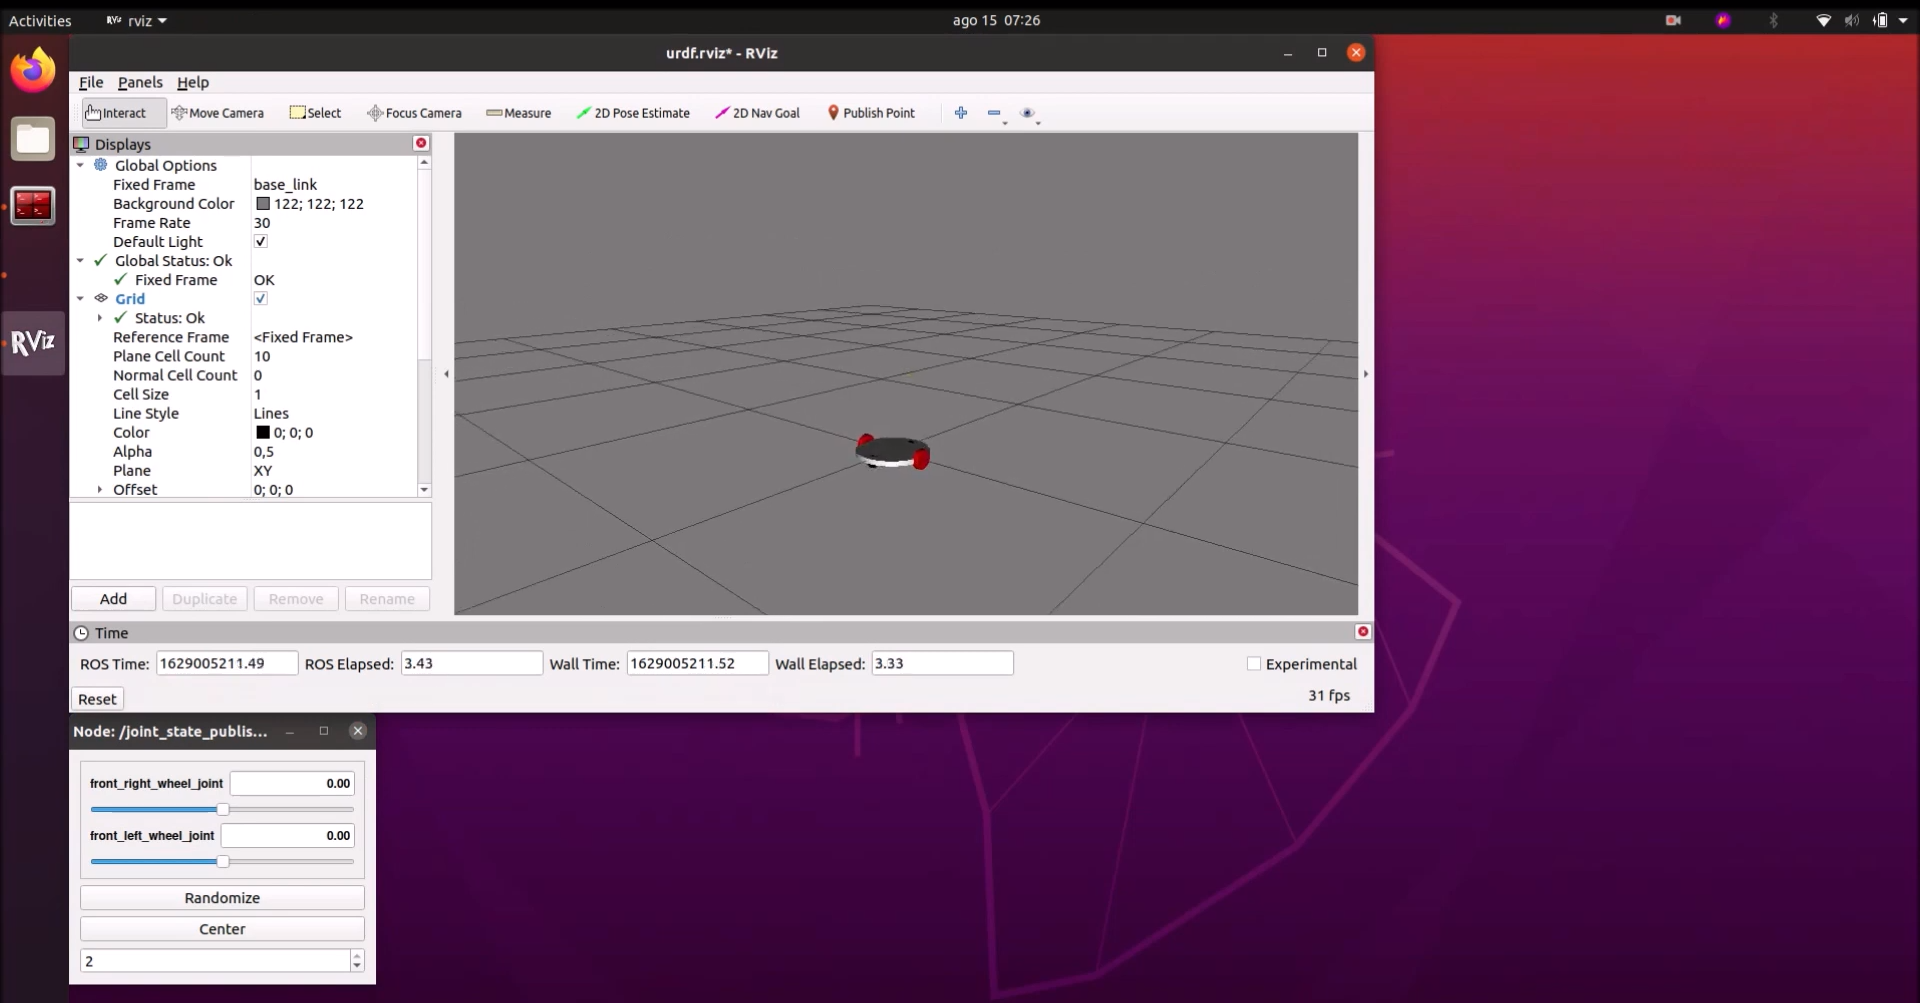 Activities RViz rviz ago 15 07:26
urdf.rviz* - RViz
File Panels Help
Interact Move Camera Select Focus Camera Measure 2D Pose Estimate 2D Nav Goal Publish Point
Displays
Global Options
Fixed Frame base_link
Background Color 122; 122; 122
Frame Rate 30
Default Light
Global Status: Ok
Fixed Frame OK
Grid
Status: Ok
Reference Frame <Fixed Frame>
RViz
Plane Cell Count 10
Normal Cell Count 0
Cell Size 1
Line Style Lines
Color 0; 0; 0
Alpha 0,5
Plane XY
Offset 0; 0; 0
Add Duplicate Remove Rename
Time
ROS Time: 1629005211.49 ROS Elapsed: 3.43 Wall Time: 1629005211.52 Wall Elapsed: 3.33 Experimental
Reset 31 fps
Node: /joint_state_publis...
front_right_wheel_joint 0.00
front_left_wheel_joint 0.00
Randomize
Center
2